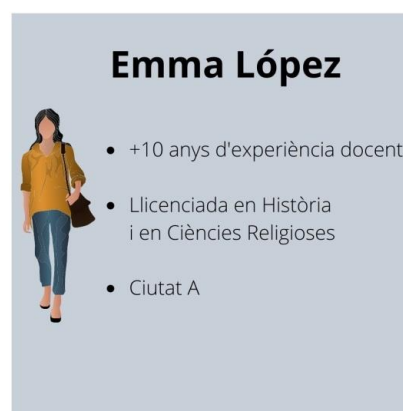 Emma López
• +10 anys d'experiència docent
• Llicenciada en Història
i en Ciències Religioses
• Ciutat A